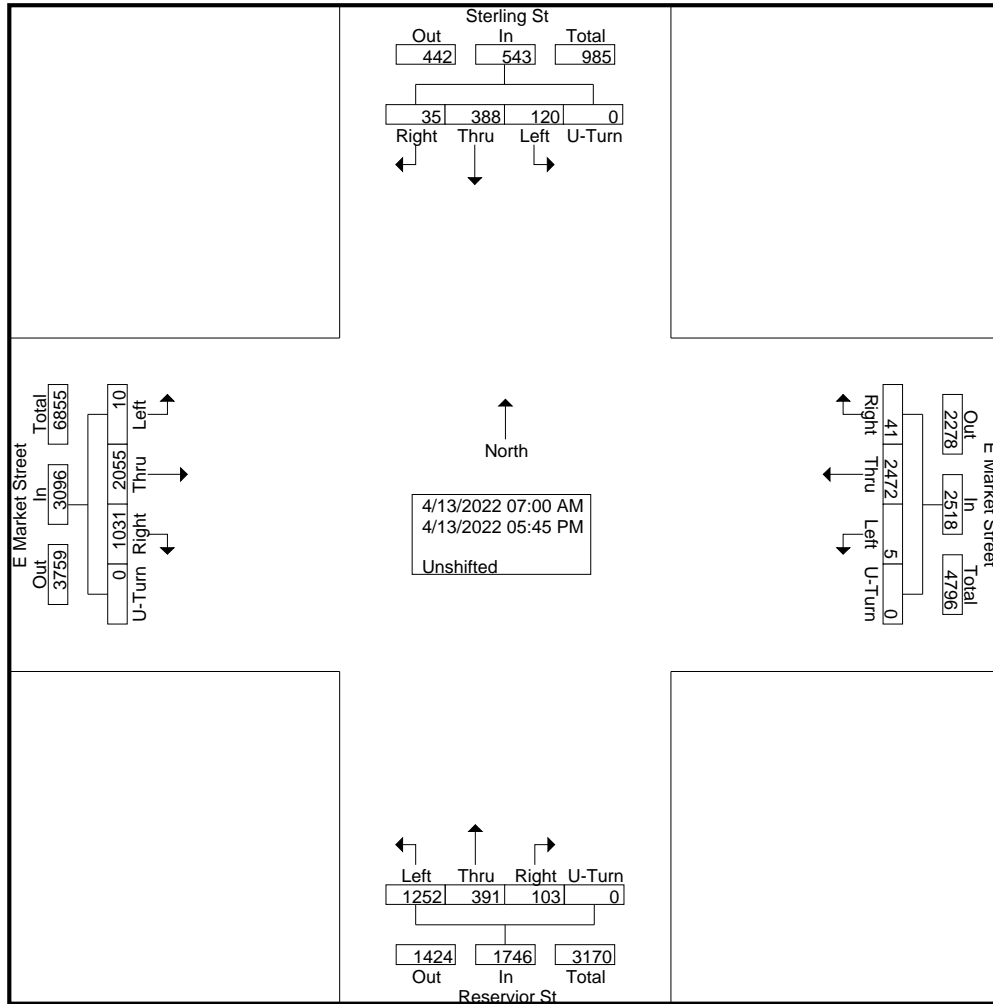 Sterling St
Out In Total
442 543 985
35 388 120 0
Right Thru Left U-Turn
E Market Street
Total In Out
6855 3096 3759
10 2055 1031 0
Left Thru Right U-Turn
North
4/13/2022 07:00 AM
4/13/2022 05:45 PM
Unshifted
Right Thru Left U-Turn
41 2472 5 0
2278 2518 4796
Out In Total
E Market Street
Left Thru Right U-Turn
1252 391 103 0
1424 1746 3170
Out In Total
Reservior St